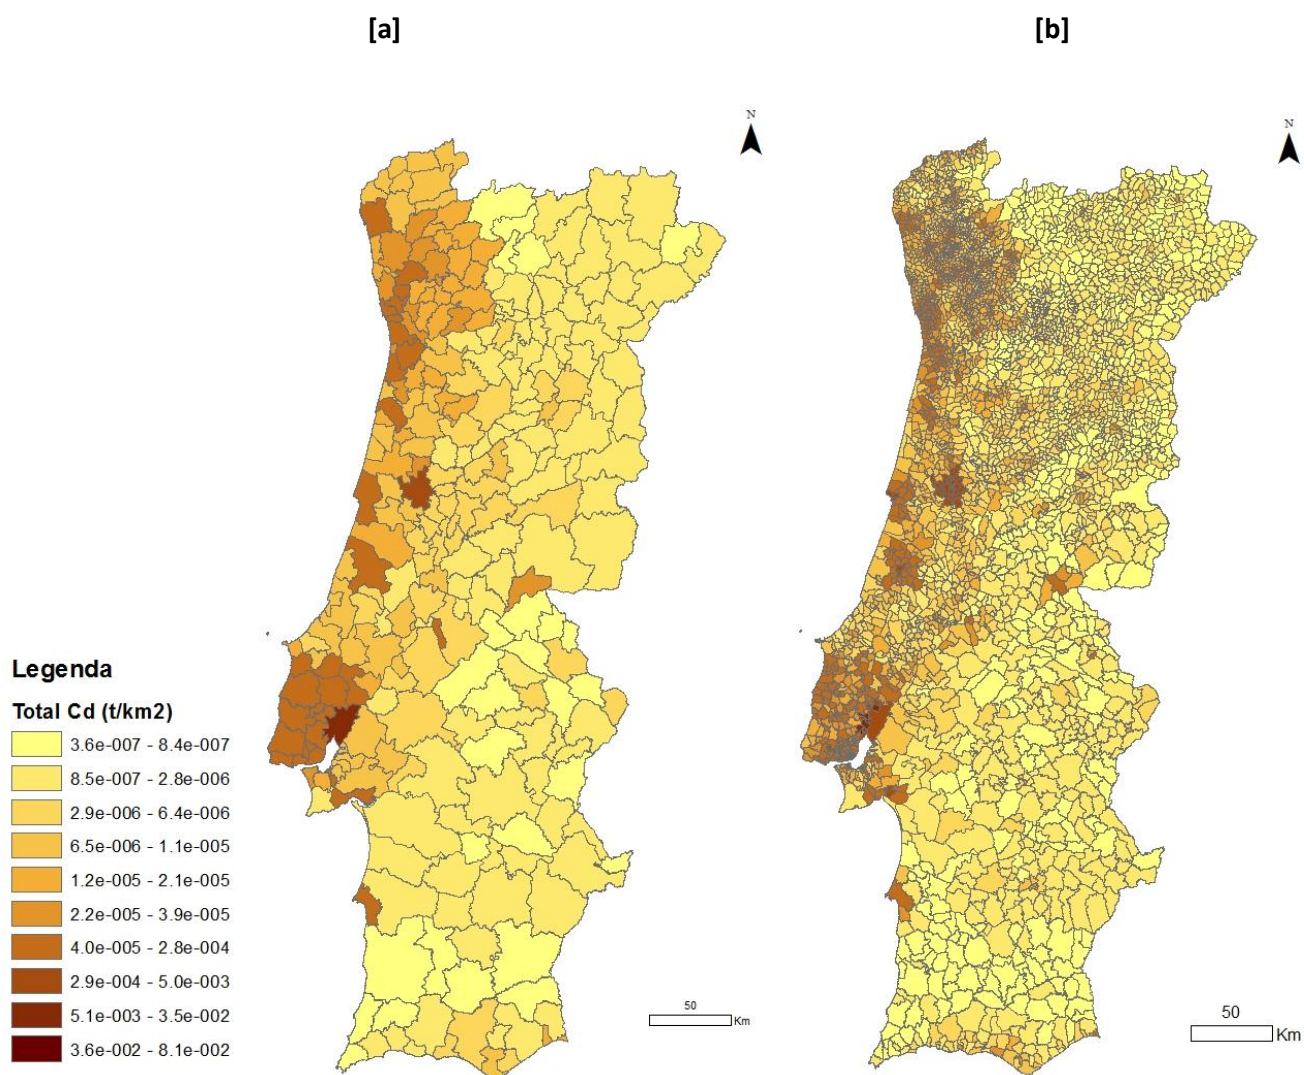 [a]
[b]
N
N
Legenda
Total Cd (t/km2)
3.6e-007 - 8.4e-007
8.5e-007 - 2.8e-006
2.9e-006 - 6.4e-006
6.5e-006 - 1.1e-005
1.2e-005 - 2.1e-005
2.2e-005 - 3.9e-005
4.0e-005 - 2.8e-004
2.9e-004 - 5.0e-003
5.1e-003 - 3.5e-002
3.6e-002 - 8.1e-002
50
Km
50
Km